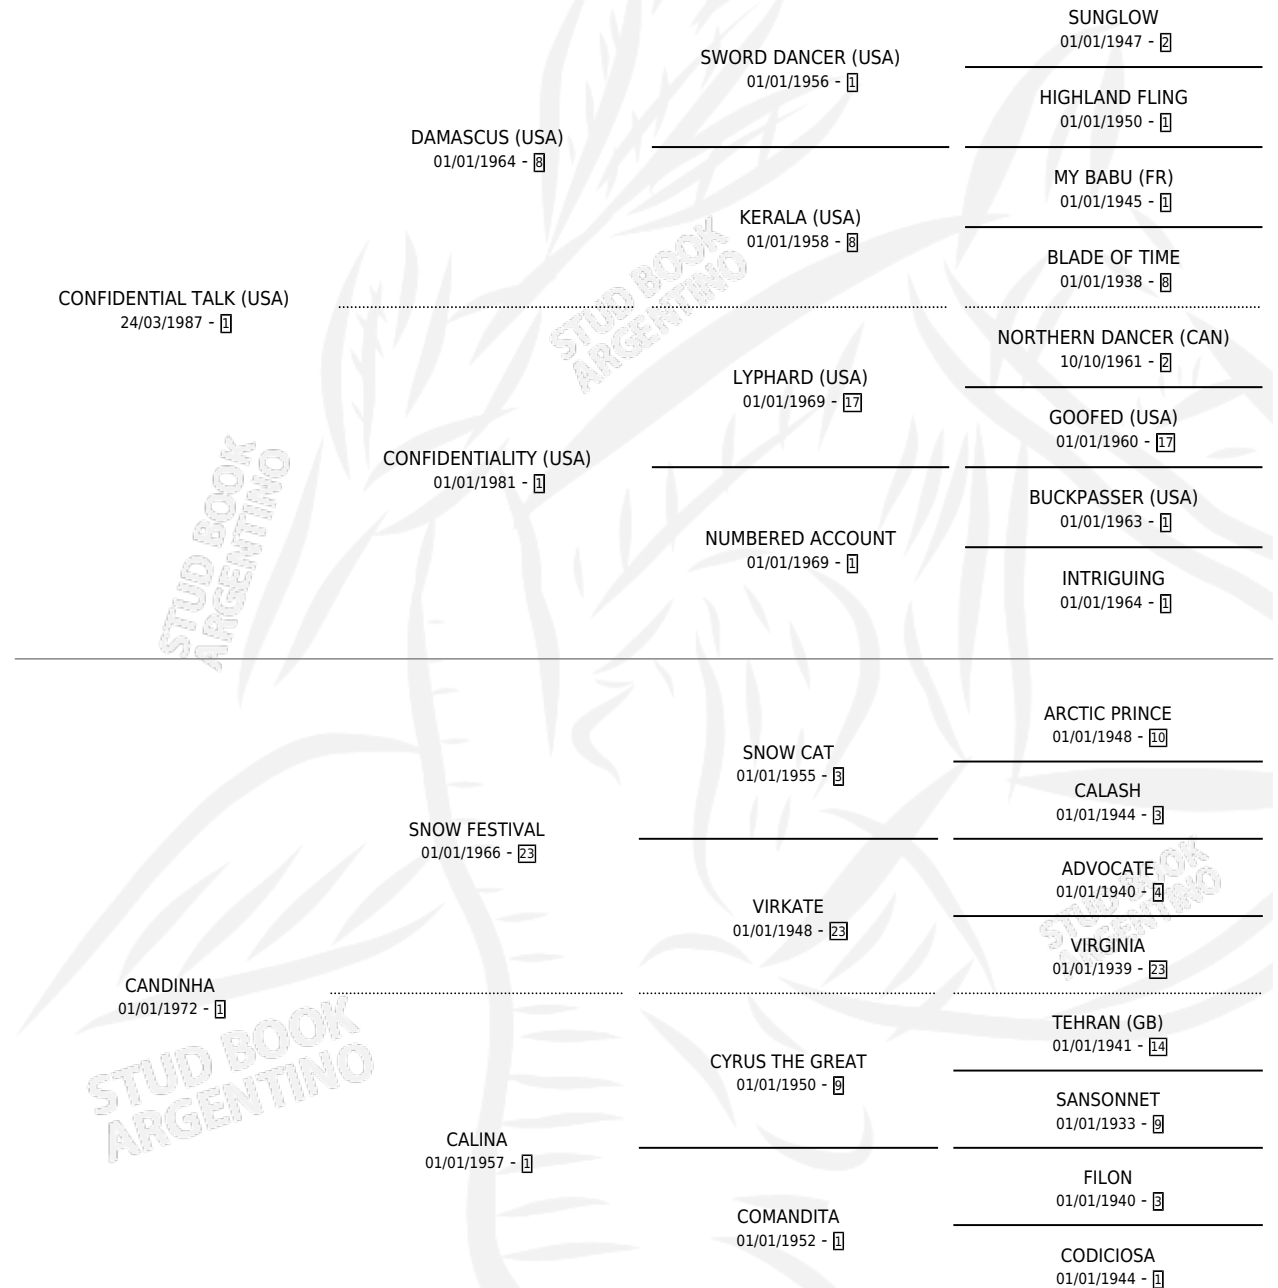 SUNGLOW
01/01/1947 - 2
SWORD DANCER (USA)
01/01/1956 - 1
HIGHLAND FLING
01/01/1950 - 1
DAMASCUS (USA)
01/01/1964 - 8
MY BABU (FR)
01/01/1945 - 1
KERALA (USA)
01/01/1958 - 8
BLADE OF TIME
01/01/1938 - 8
CONFIDENTIAL TALK (USA)
24/03/1987 - 1
NORTHERN DANCER (CAN)
10/10/1961 - 2
LYPHARD (USA)
01/01/1969 - 17
GOOFED (USA)
01/01/1960 - 17
CONFIDENTIALITY (USA)
01/01/1981 - 1
BUCKPASSER (USA)
01/01/1963 - 1
NUMBERED ACCOUNT
01/01/1969 - 1
INTRIGUING
01/01/1964 - 1
ARCTIC PRINCE
01/01/1948 - 10
SNOW CAT
01/01/1955 - 3
CALASH
01/01/1944 - 3
SNOW FESTIVAL
01/01/1966 - 23
ADVOCATE
01/01/1940 - 4
VIRKATE
01/01/1948 - 23
VIRGINIA
01/01/1939 - 23
CANDINHA
01/01/1972 - 1
TEHRAN (GB)
01/01/1941 - 14
CYRUS THE GREAT
01/01/1950 - 9
SANSONNET
01/01/1933 - 9
CALINA
01/01/1957 - 1
FILON
01/01/1940 - 3
COMANDITA
01/01/1952 - 1
CODICIOSA
01/01/1944 - 1
STUD BOOK
ARGENTINO
STUD BOOK
ARGENTINO
STUD BOOK
ARGENTINO
STUD BOOK
ARGENTINO